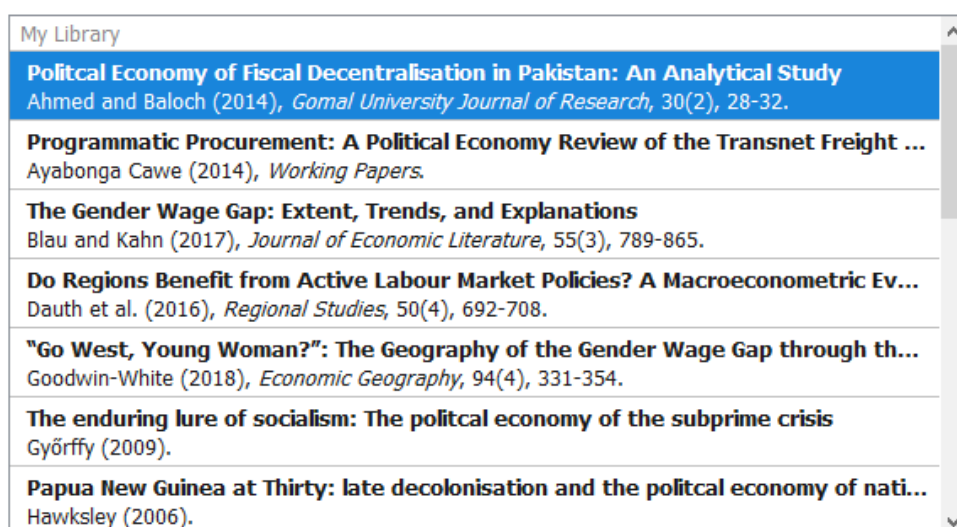 My Library
Politcal Economy of Fiscal Decentralisation in Pakistan: An Analytical Study
Ahmed and Baloch (2014), Gomal University Journal of Research, 30(2), 28-32.
Programmatic Procurement: A Political Economy Review of the Transnet Freight ...
Ayabonga Cawe (2014), Working Papers.
The Gender Wage Gap: Extent, Trends, and Explanations
Blau and Kahn (2017), Journal of Economic Literature, 55(3), 789-865.
Do Regions Benefit from Active Labour Market Policies? A Macroeconometric Ev...
Dauth et al. (2016), Regional Studies, 50(4), 692-708.
“Go West, Young Woman?”: The Geography of the Gender Wage Gap through th...
Goodwin-White (2018), Economic Geography, 94(4), 331-354.
The enduring lure of socialism: The politcal economy of the subprime crisis
Győrffy (2009).
Papua New Guinea at Thirty: late decolonisation and the politcal economy of nati...
Hawksley (2006).